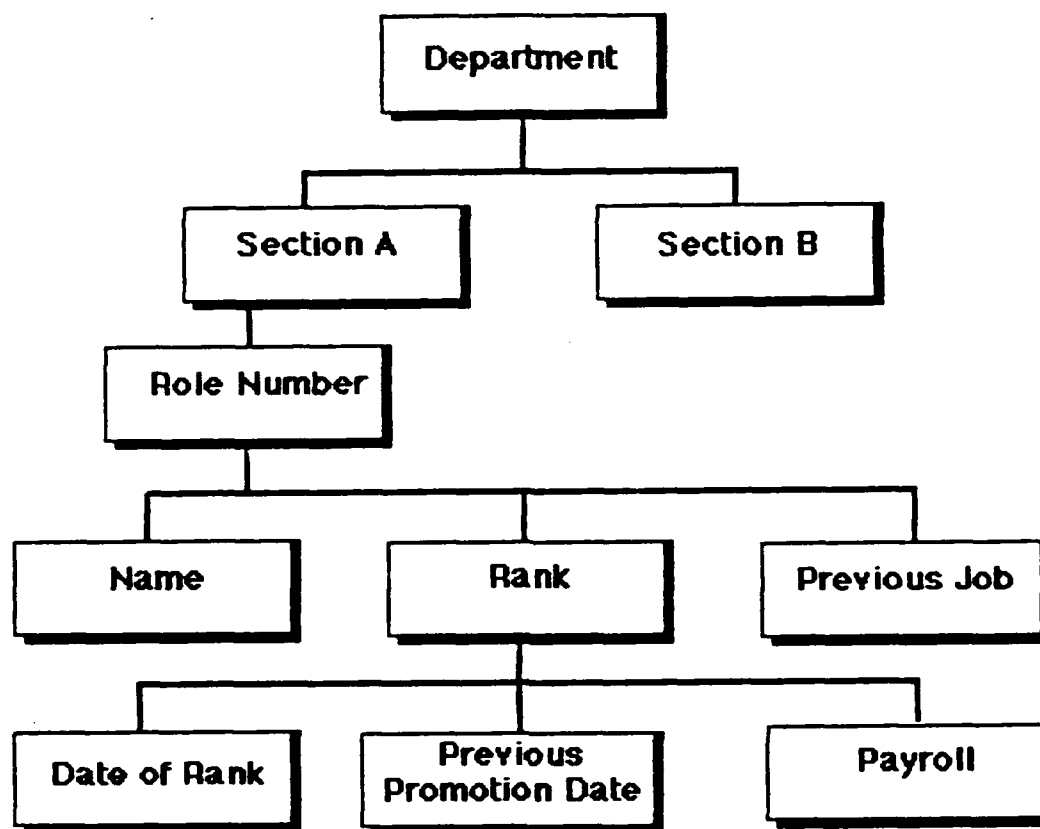 Department
Section A
Section B
Role Number
Name
Rank
Previous Job
Date of Rank
Previous
Promotion Date
Payroll